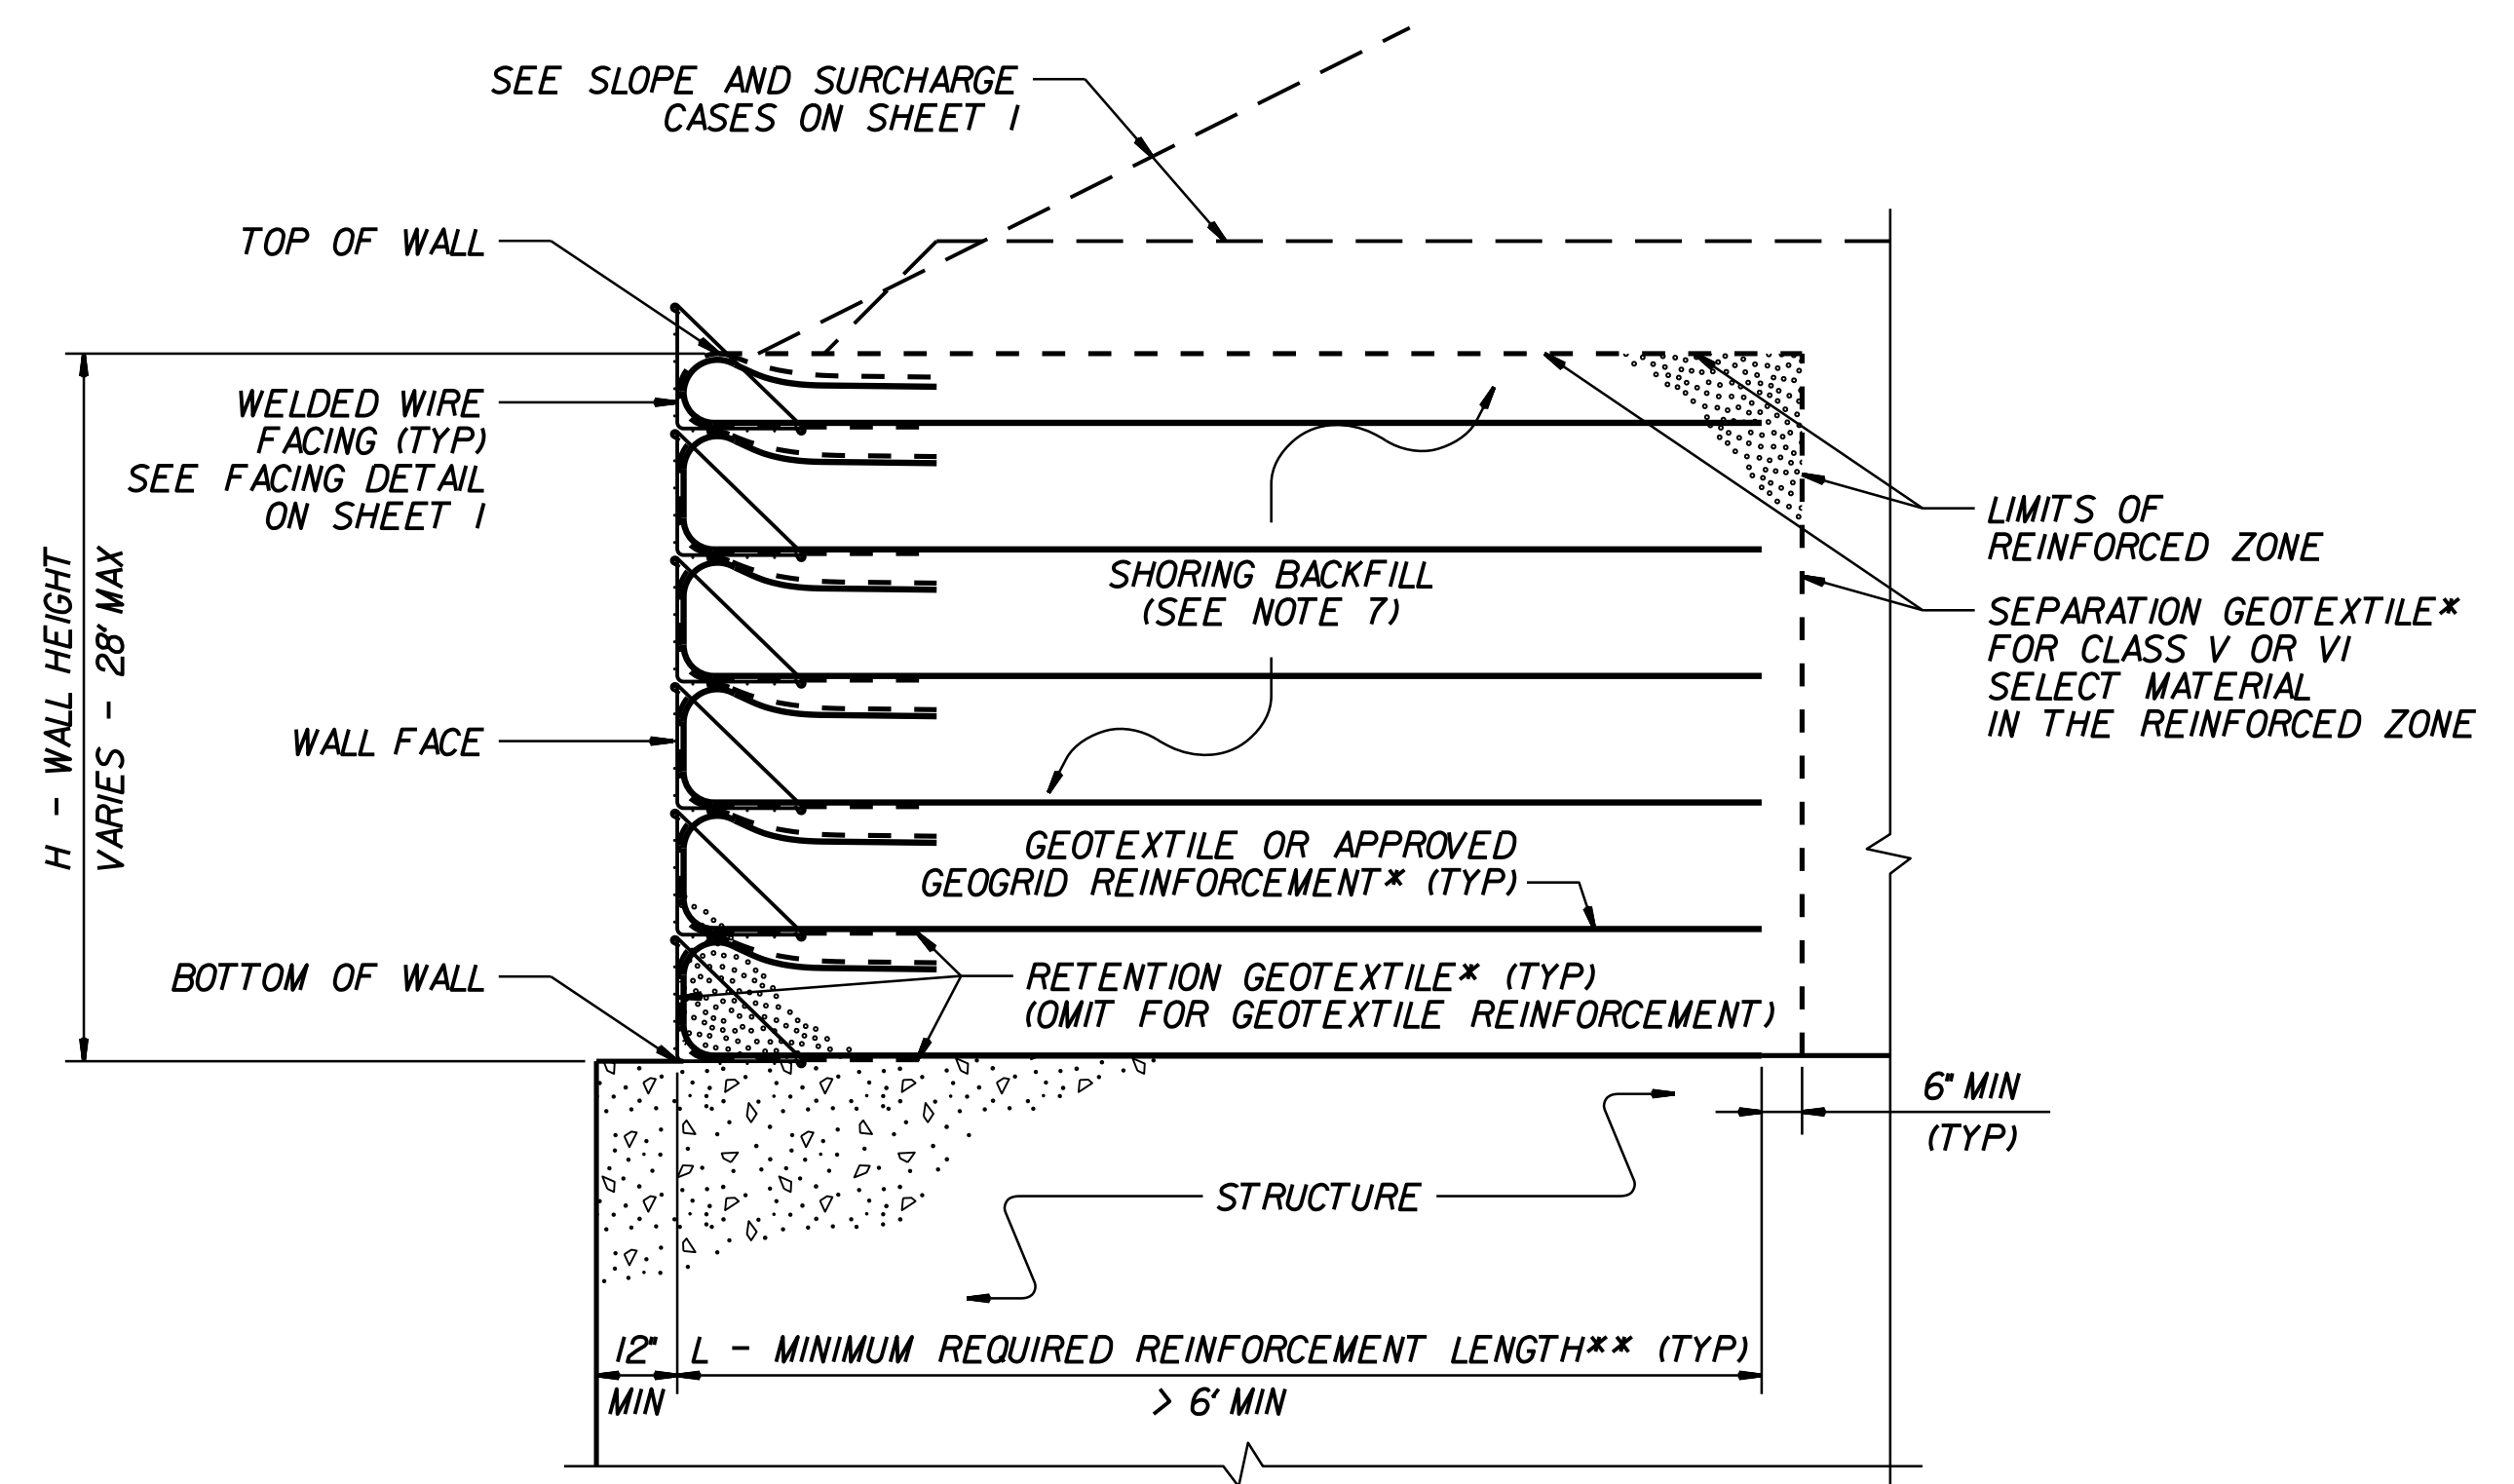 SEE SLOPE AND SURCHARGE
CASES ON SHEET 1
TOP OF WALL
WELDED WIRE
FACING (TYP)
SEE FACING DETAIL
ON SHEET 1
H - WALL HEIGHT
VARIES - 28' MAX
LIMITS OF
REINFORCED ZONE
SHORING BACKFILL
(SEE NOTE 7)
SEPARATION GEOTEXTILE*
FOR CLASS V OR VI
SELECT MATERIAL
IN THE REINFORCED ZONE
WALL FACE
GEOTEXTILE OR APPROVED
GEOGRID REINFORCEMENT* (TYP)
BOTTOM OF WALL
RETENTION GEOTEXTILE* (TYP)
(OMIT FOR GEOTEXTILE REINFORCEMENT)
6" MIN
(TYP)
STRUCTURE
12"
MIN
L - MINIMUM REQUIRED REINFORCEMENT LENGTH** (TYP)
> 6' MIN